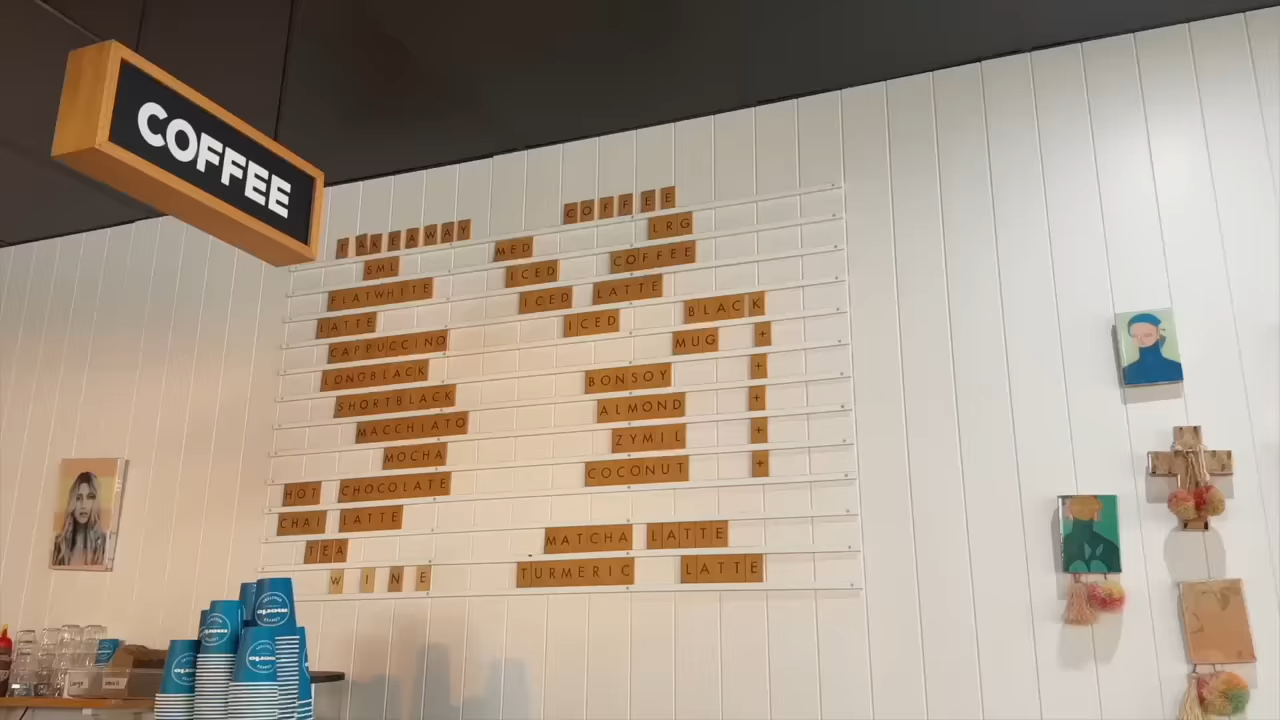 COFFEE
TAKEAWAY COFFEE
SML MED LRG
FLATWHITE ICED COFFEE
LATTE ICED LATTE
CAPPUCCINO ICED BLACK
LONGBLACK MUG +
SHORTBLACK BONSOY +
MACCHIATO ALMOND +
MOCHA ZYMIL +
HOT CHOCOLATE COCONUT +
CHAI LATTE
TEA MATCHA LATTE
WINE TURMERIC LATTE